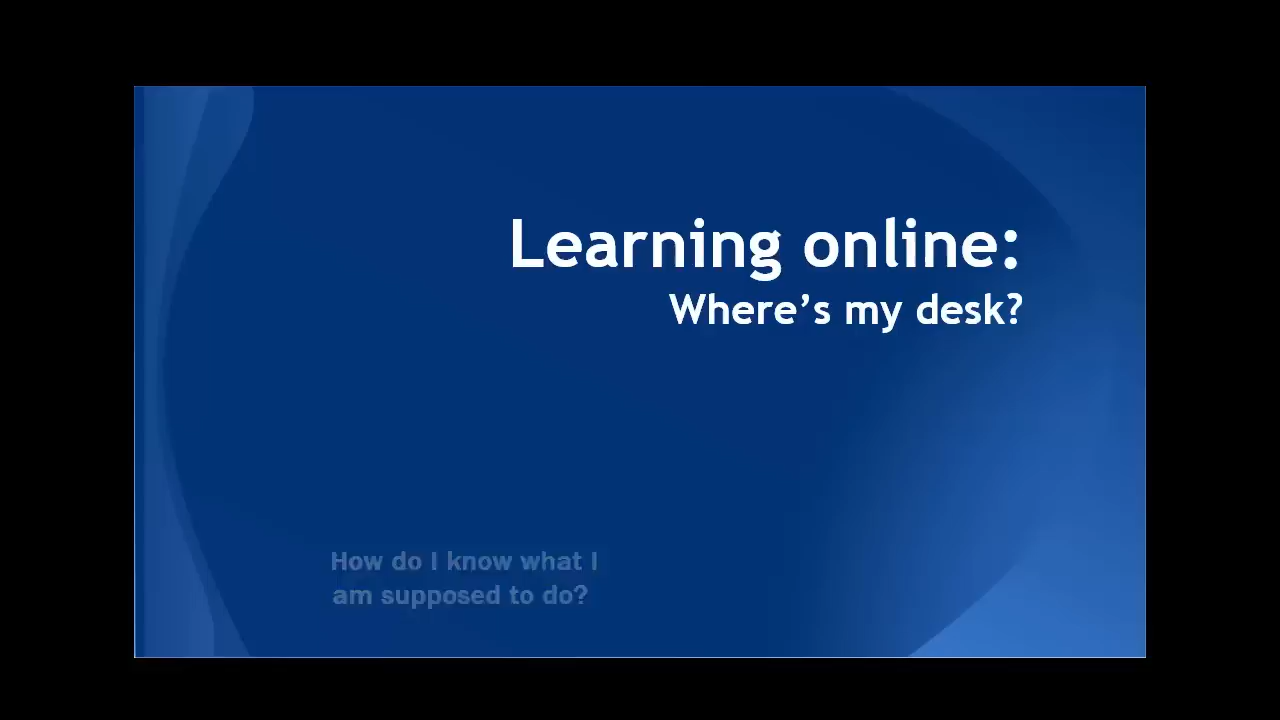 Learning online:
Where’s my desk?
How do I know what I
am supposed to do?